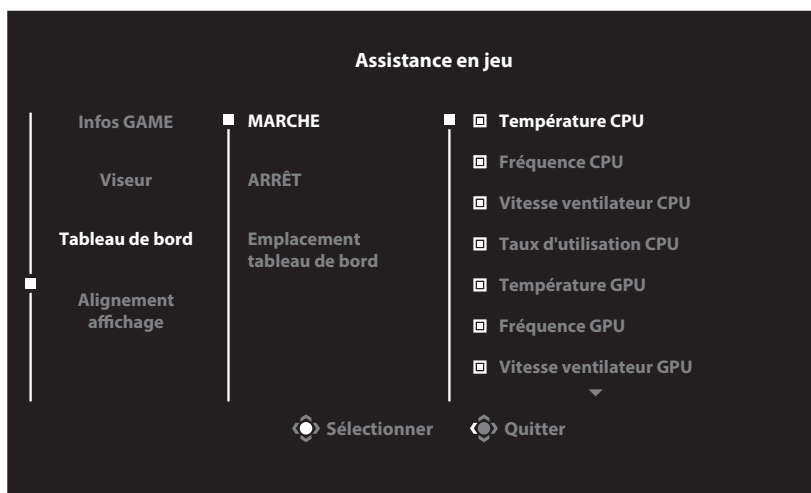 Assistance en jeu
Infos GAME
Viseur
Tableau de bord
Alignement
affichage
MARCHE
ARRÊT
Emplacement
tableau de bord
Température CPU
Fréquence CPU
Vitesse ventilateur CPU
Taux d'utilisation CPU
Température GPU
Fréquence GPU
Vitesse ventilateur GPU
Sélectionner
Quitter